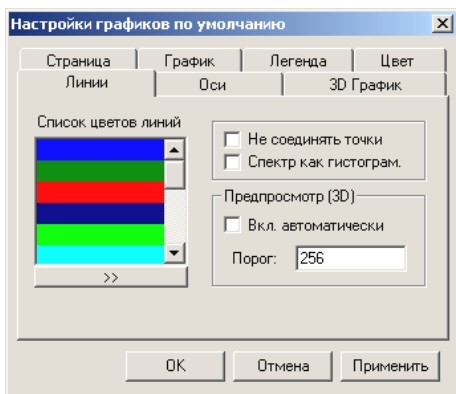 Настройки графиков по умолчанию
Страница График Легенда Цвет
Линии Оси 3D График
Список цветов линий
>>
Не соединять точки
Спектр как гистограм.
Предпросмотр (3D)
Вкл. автоматически
Порог: 256
OK Отмена Применить